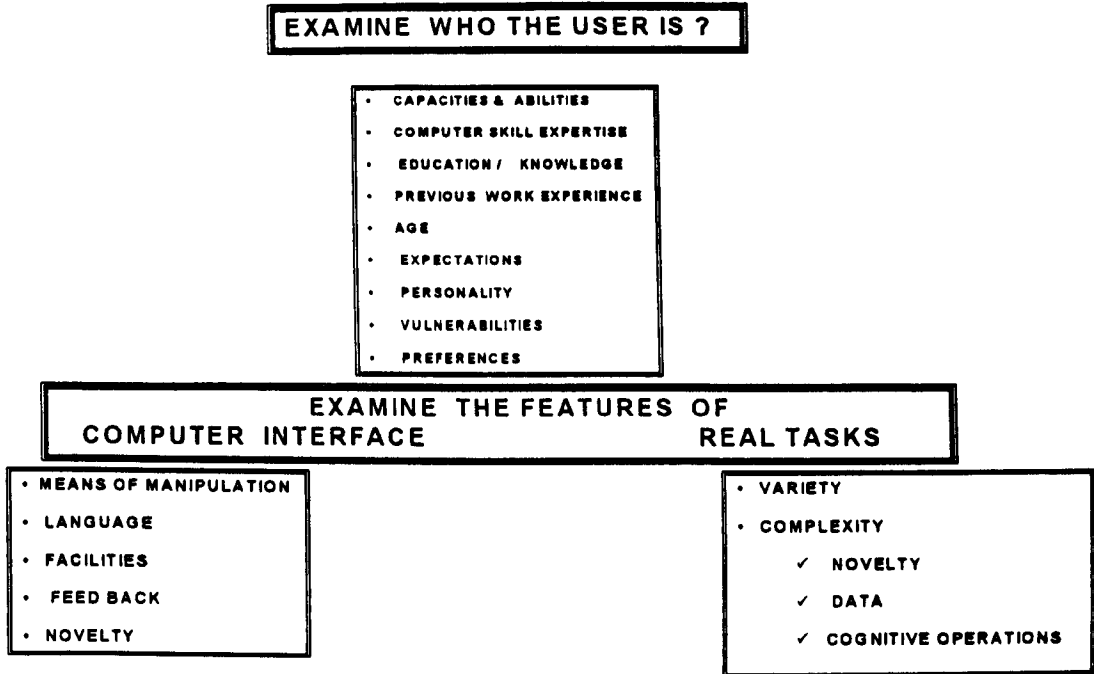 EXAMINE WHO THE USER IS ?
• CAPACITIES & ABILITIES
• COMPUTER SKILL EXPERTISE
• EDUCATION / KNOWLEDGE
• PREVIOUS WORK EXPERIENCE
• AGE
• EXPECTATIONS
• PERSONALITY
• VULNERABILITIES
• PREFERENCES
EXAMINE THE FEATURES OF
COMPUTER INTERFACE REAL TASKS
• MEANS OF MANIPULATION
• LANGUAGE
• FACILITIES
• FEED BACK
• NOVELTY
• VARIETY
• COMPLEXITY
✓ NOVELTY
✓ DATA
✓ COGNITIVE OPERATIONS